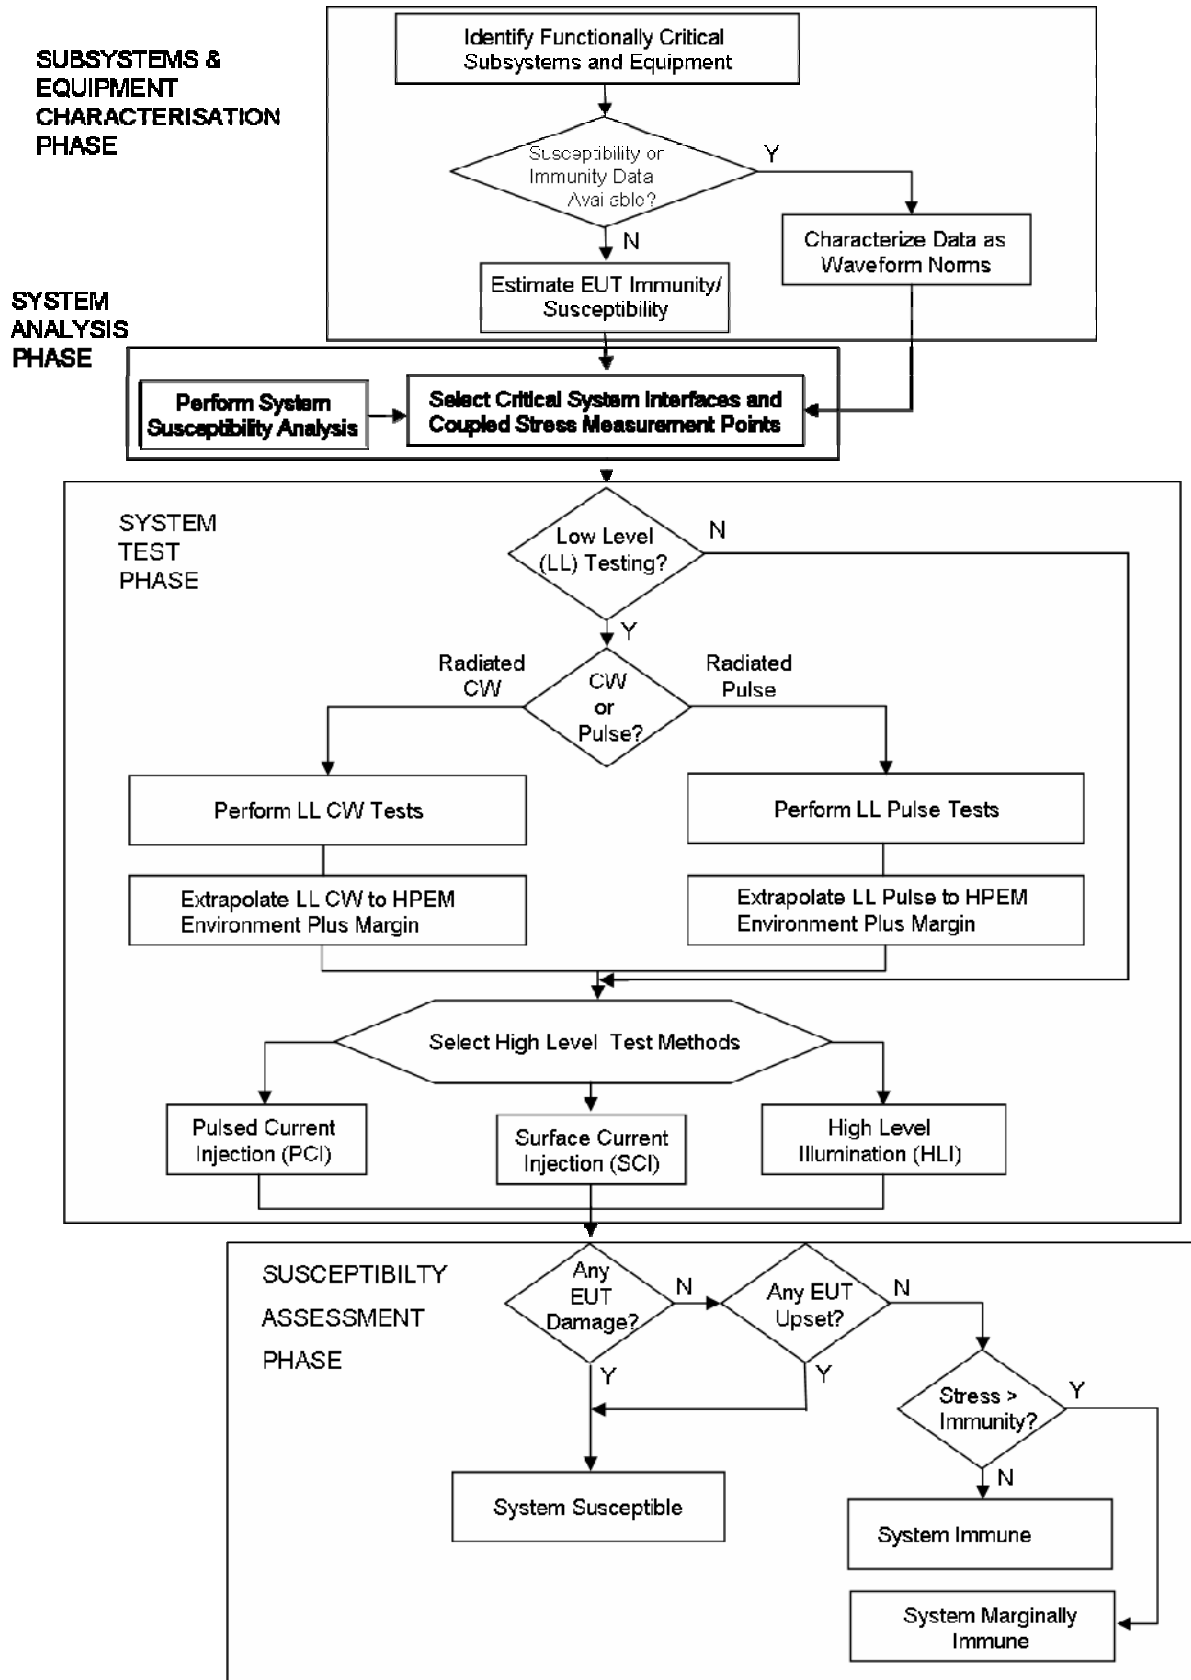 SUBSYSTEMS &
EQUIPMENT
CHARACTERISATION
PHASE
Identify Functionally Critical
Subsystems and Equipment
Susceptibility or
Immunity Data
Available?
Y
N
Characterize Data as
Waveform Norms
Estimate EUT Immunity/
Susceptibility
SYSTEM
ANALYSIS
PHASE
Perform System
Susceptibility Analysis
Select Critical System Interfaces and
Coupled Stress Measurement Points
SYSTEM
TEST
PHASE
Low Level
(LL) Testing?
N
Y
Radiated
CW
CW
or
Pulse?
Radiated
Pulse
Perform LL CW Tests
Perform LL Pulse Tests
Extrapolate LL CW to HPEM
Environment Plus Margin
Extrapolate LL Pulse to HPEM
Environment Plus Margin
Select High Level Test Methods
Pulsed Current
Injection (PCI)
Surface Current
Injection (SCI)
High Level
Illumination (HLI)
SUSCEPTIBILTY
ASSESSMENT
PHASE
Any
EUT
Damage?
N
Y
Any EUT
Upset?
N
Y
Stress >
Immunity?
Y
N
System Susceptible
System Immune
System Marginally
Immune